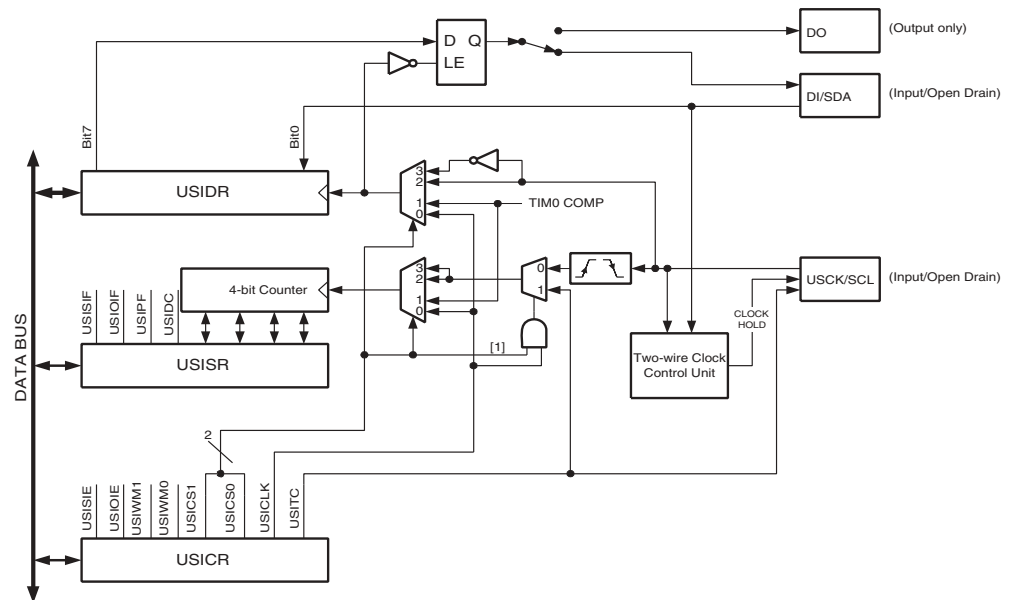 D Q
LE
DO
(Output only)
DI/SDA
(Input/Open Drain)
Bit7
Bit0
USIDR
3
2
1
0
TIM0 COMP
DATA BUS
USISIF
USIOIF
USIPF
USIDC
4-bit Counter
3
2
1
0
0
1
USCK/SCL
(Input/Open Drain)
CLOCK
HOLD
[1]
USISR
Two-wire Clock
Control Unit
2
USISIE
USIOIE
USIWM1
USIWM0
USICS1
USICS0
USICLK
USITC
USICR